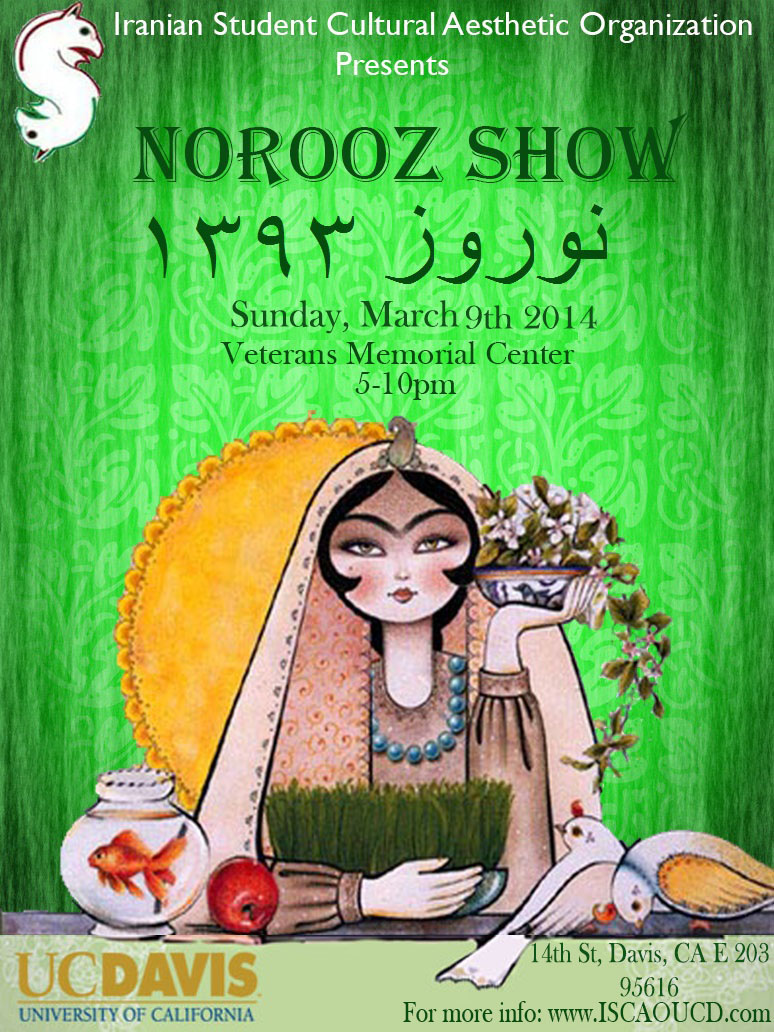 Iranian Student Cultural Aesthetic Organization
Presents
NOROOZ SHOW
نوروز ۱۳۹۳
Sunday, March 9th 2014
Veterans Memorial Center
5-10pm
UCDAVIS
UNIVERSITY OF CALIFORNIA
14th St, Davis, CA E 203
95616
For more info: www.ISCAOUCD.com